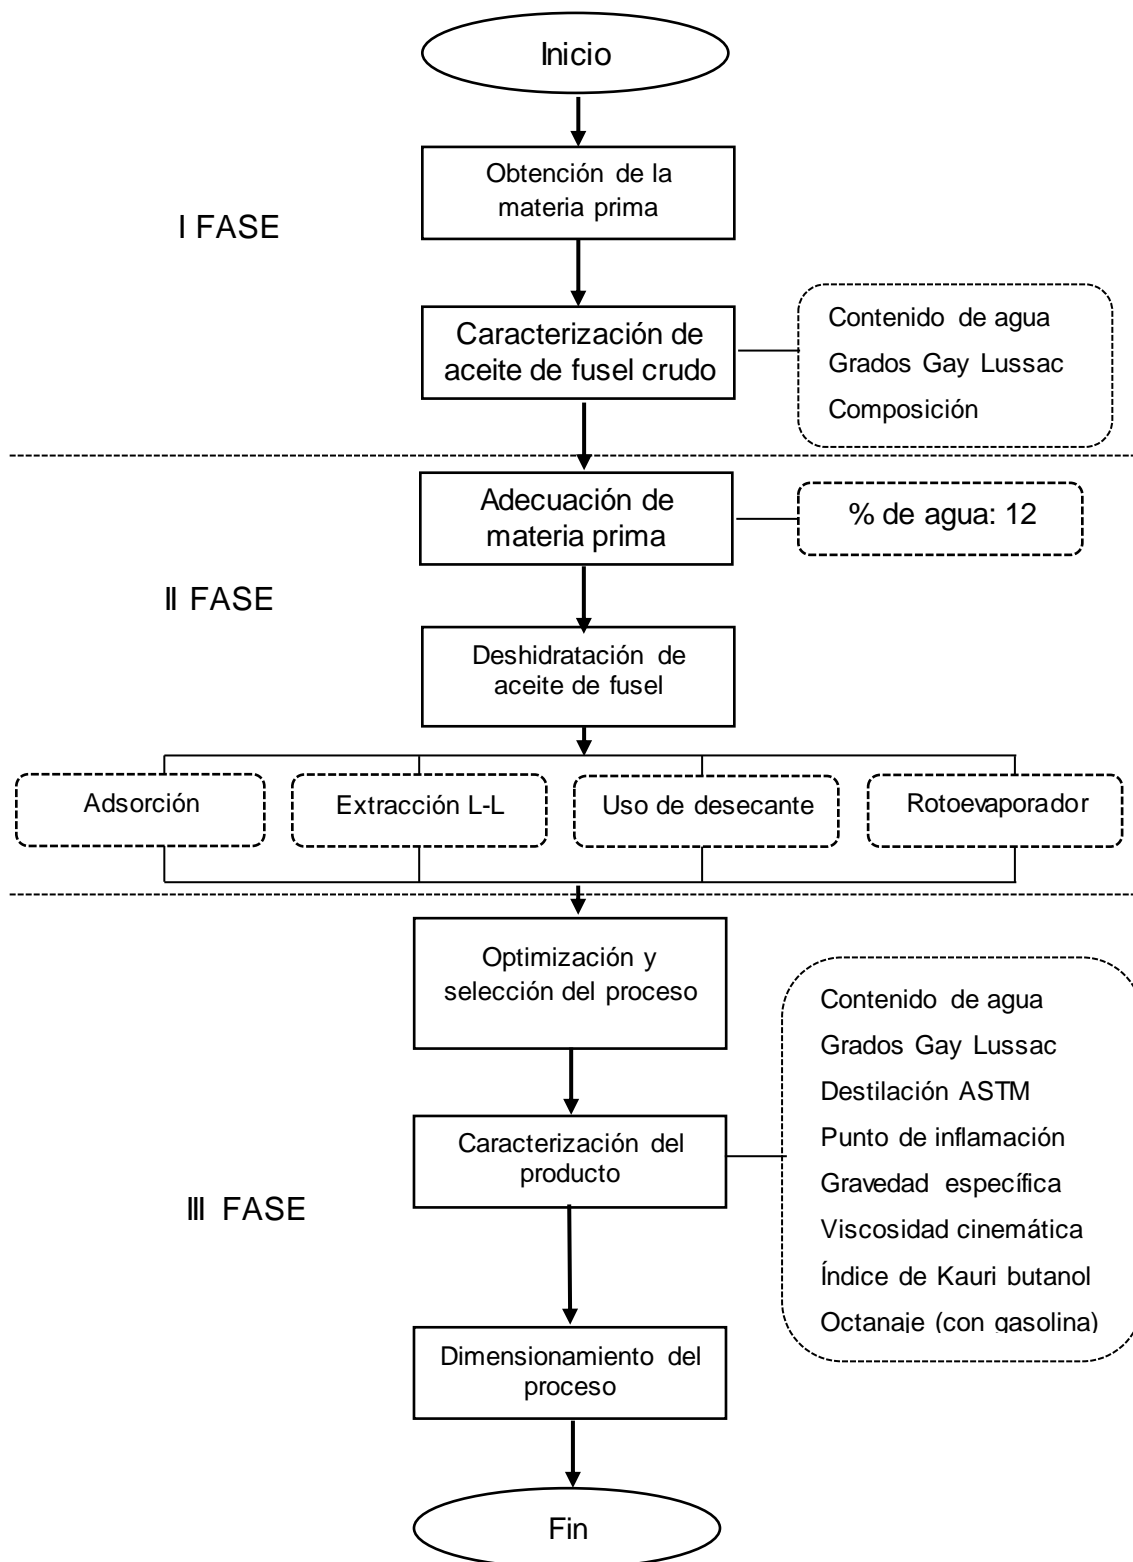 Inicio
Obtención de la
materia prima
I FASE
Caracterización de
aceite de fusel crudo
Contenido de agua
Grados Gay Lussac
Composición
Adecuación de
materia prima
% de agua: 12
II FASE
Deshidratación de
aceite de fusel
Adsorción
Extracción L-L
Uso de desecante
Rotoevaporador
Optimización y
selección del proceso
Contenido de agua
Grados Gay Lussac
Destilación ASTM
Punto de inflamación
Gravedad específica
Viscosidad cinemática
Índice de Kauri butanol
Octanaje (con gasolina)
Caracterización del
producto
III FASE
Dimensionamiento del
proceso
Fin